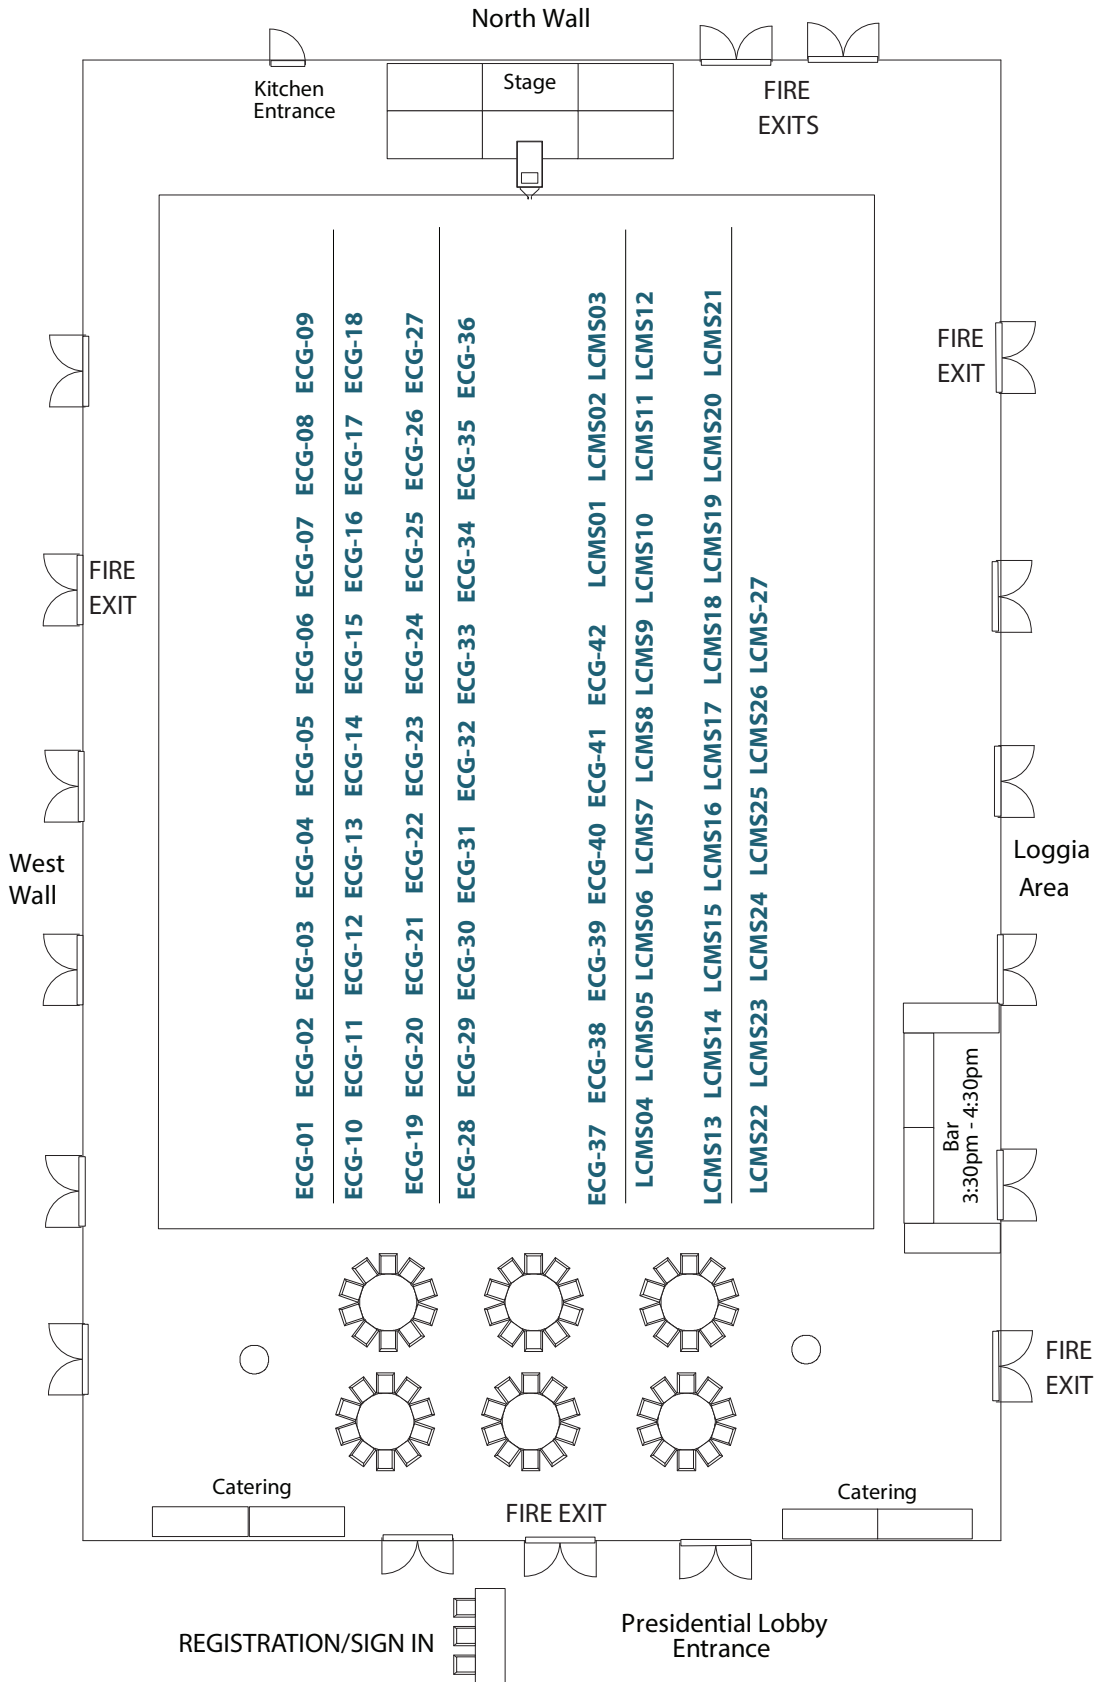 North Wall
Kitchen
Entrance
Stage
FIRE
EXITS
FIRE
EXIT
FIRE
EXIT
West
Wall
Loggia
Area
ECG-01 ECG-02 ECG-03 ECG-04 ECG-05 ECG-06 ECG-07 ECG-08 ECG-09
ECG-10 ECG-11 ECG-12 ECG-13 ECG-14 ECG-15 ECG-16 ECG-17 ECG-18
ECG-19 ECG-20 ECG-21 ECG-22 ECG-23 ECG-24 ECG-25 ECG-26 ECG-27
ECG-28 ECG-29 ECG-30 ECG-31 ECG-32 ECG-33 ECG-34 ECG-35 ECG-36
ECG-37 ECG-38 ECG-39 ECG-40 ECG-41 ECG-42 LCMS01 LCMS02 LCMS03
LCMS04 LCMS05 LCMS06 LCMS7 LCMS8 LCMS9 LCMS10 LCMS11 LCMS12
LCMS13 LCMS14 LCMS15 LCMS16 LCMS17 LCMS18 LCMS19 LCMS20 LCMS21
LCMS22 LCMS23 LCMS24 LCMS25 LCMS26 LCMS-27
Bar
3:30pm - 4:30pm
FIRE
EXIT
Catering
FIRE EXIT
Catering
REGISTRATION/SIGN IN
Presidential Lobby
Entrance